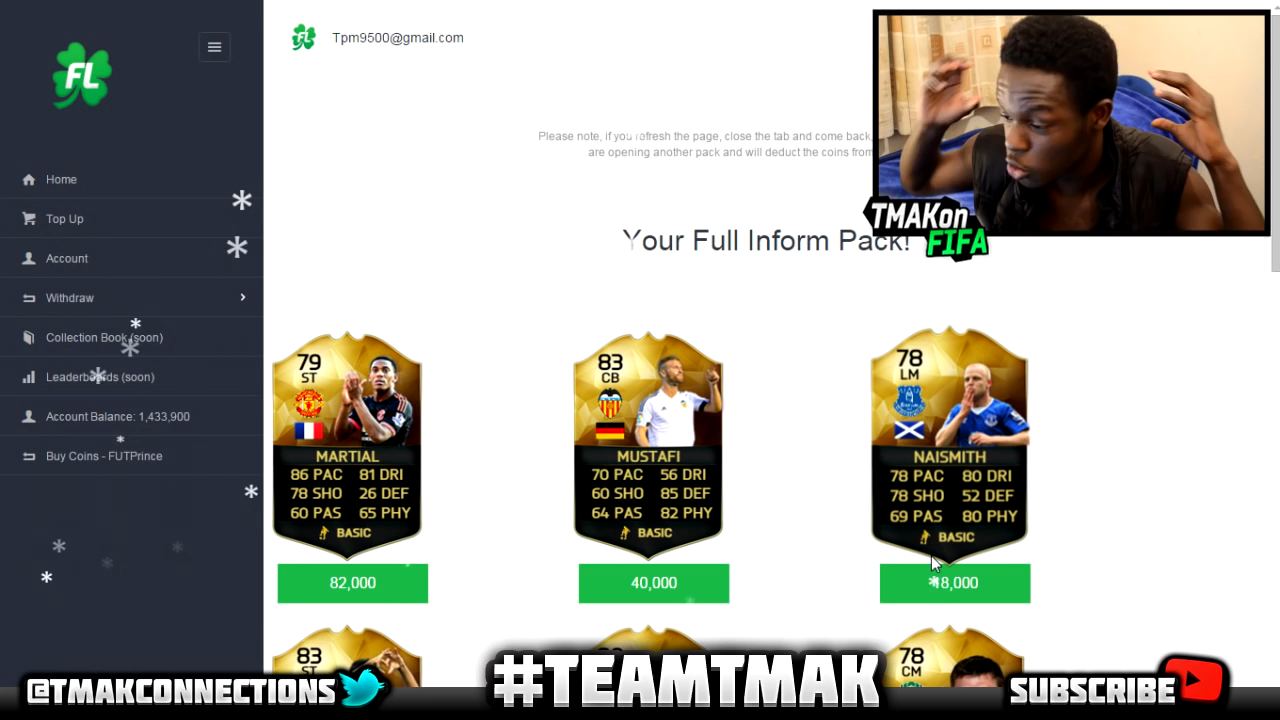 FL
FL
Tpm9500@gmail.com
Please note, if you refresh the page, close the tab and come back,
are opening another pack and will deduct the coins from
Your Full Inform Pack!
TMAKon
FIFA
Home
Top Up
Account
Withdraw
Collection Book (soon)
Leaderboards (soon)
Account Balance: 1,433,900
Buy Coins - FUTPrince
79
ST
MARTIAL
86 PAC 81 DRI
78 SHO 26 DEF
60 PAS 65 PHY
BASIC
82,000
83
CB
MUSTAFI
70 PAC 56 DRI
60 SHO 85 DEF
64 PAS 82 PHY
BASIC
40,000
78
LM
NAISMITH
78 PAC 80 DRI
78 SHO 52 DEF
69 PAS 80 PHY
BASIC
18,000
83
ST
78
CM
@TMAKCONNECTIONS
#TEAMTMAK
SUBSCRIBE